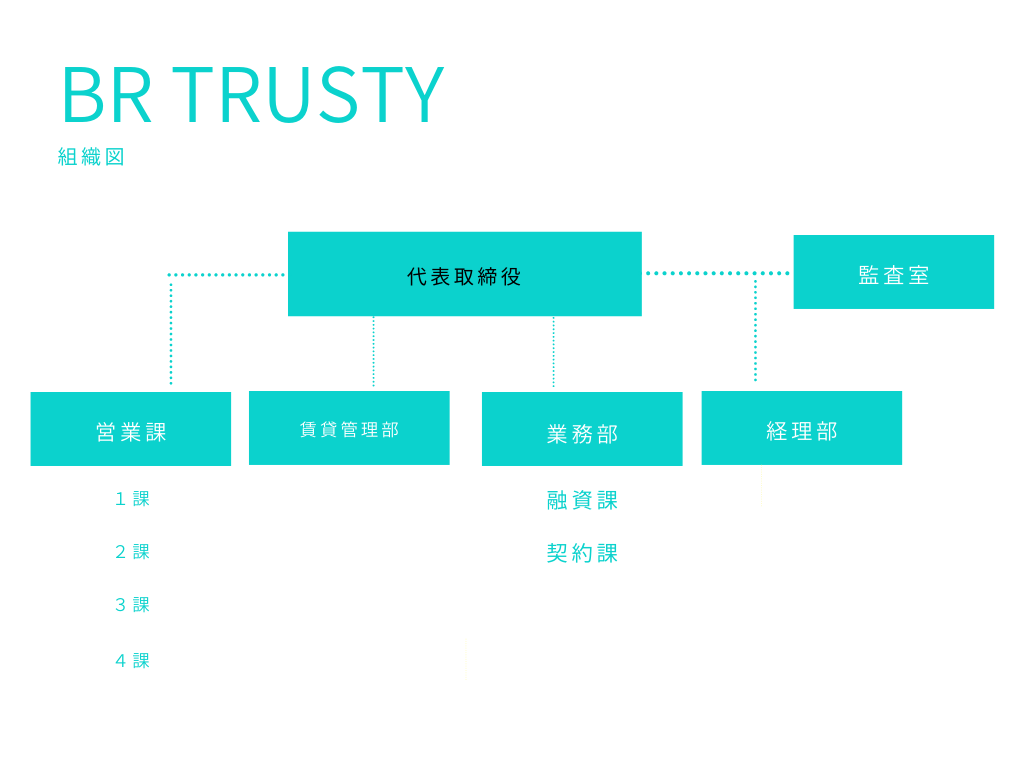 BR TRUSTY
組織図
代表取締役
監査室
営業課
賃貸管理部
業務部
経理部
１課
２課
３課
４課
融資課
契約課